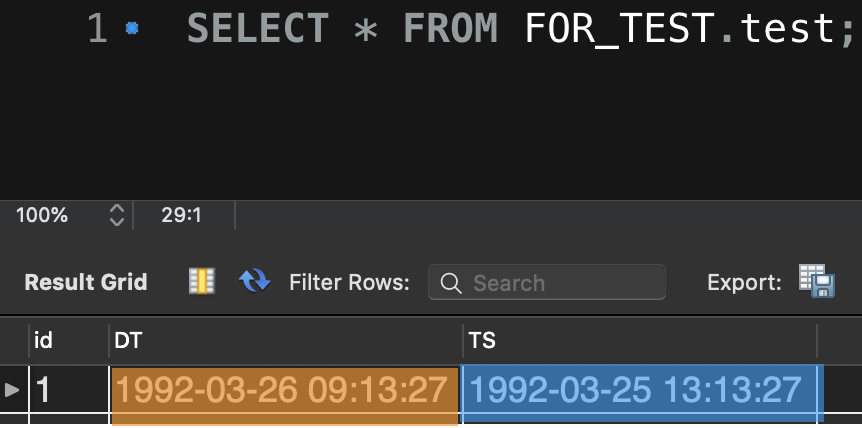 1 SELECT * FROM FOR_TEST.test;
100% 29:1
Result Grid Filter Rows: Search Export:
id DT TS
1 1992-03-26 09:13:27 1992-03-25 13:13:27